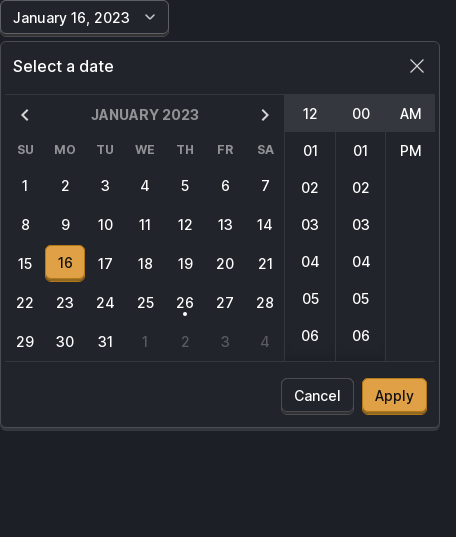 January 16, 2023
Select a date
JANUARY 2023 12 00 AM
SU MO TU WE TH FR SA 01 01 PM
1 2 3 4 5 6 7 02 02
8 9 10 11 12 13 14 03 03
15 16 17 18 19 20 21 04 04
22 23 24 25 26 27 28 05 05
29 30 31 1 2 3 4 06 06
Cancel Apply